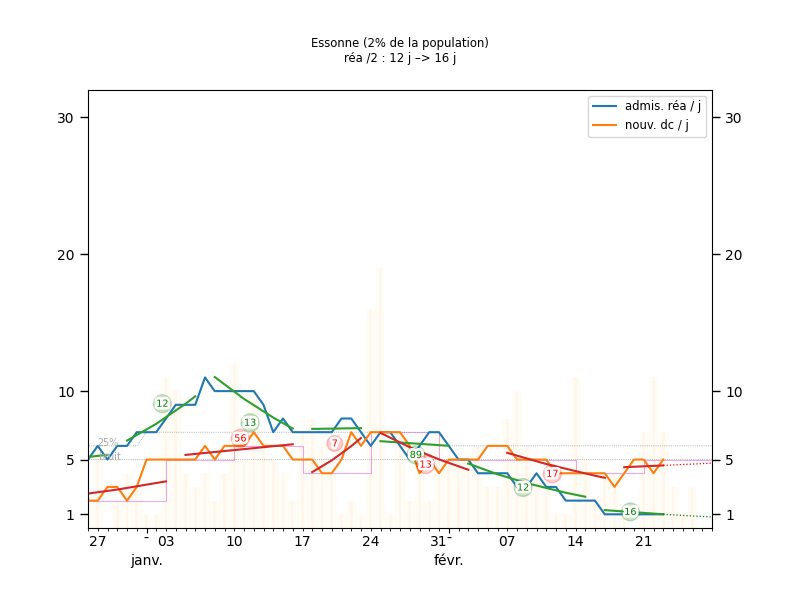 Essonne (2% de la population)
réa /2 : 12 j –> 16 j
admis. réa / j
nouv. dc / j
30 30
20 20
10 10
5 5
1 1
25%
12
56
13
7
89
13
12
17
-16
27 - 03 10 17 24 31- 07 14 21
janv. févr.